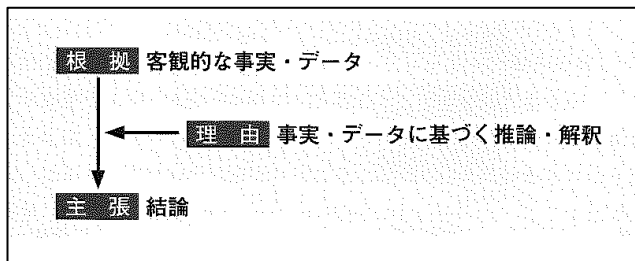 根 拠 客観的な事実・データ
理 由 事実・データに基づく推論・解釈
主 張 結論